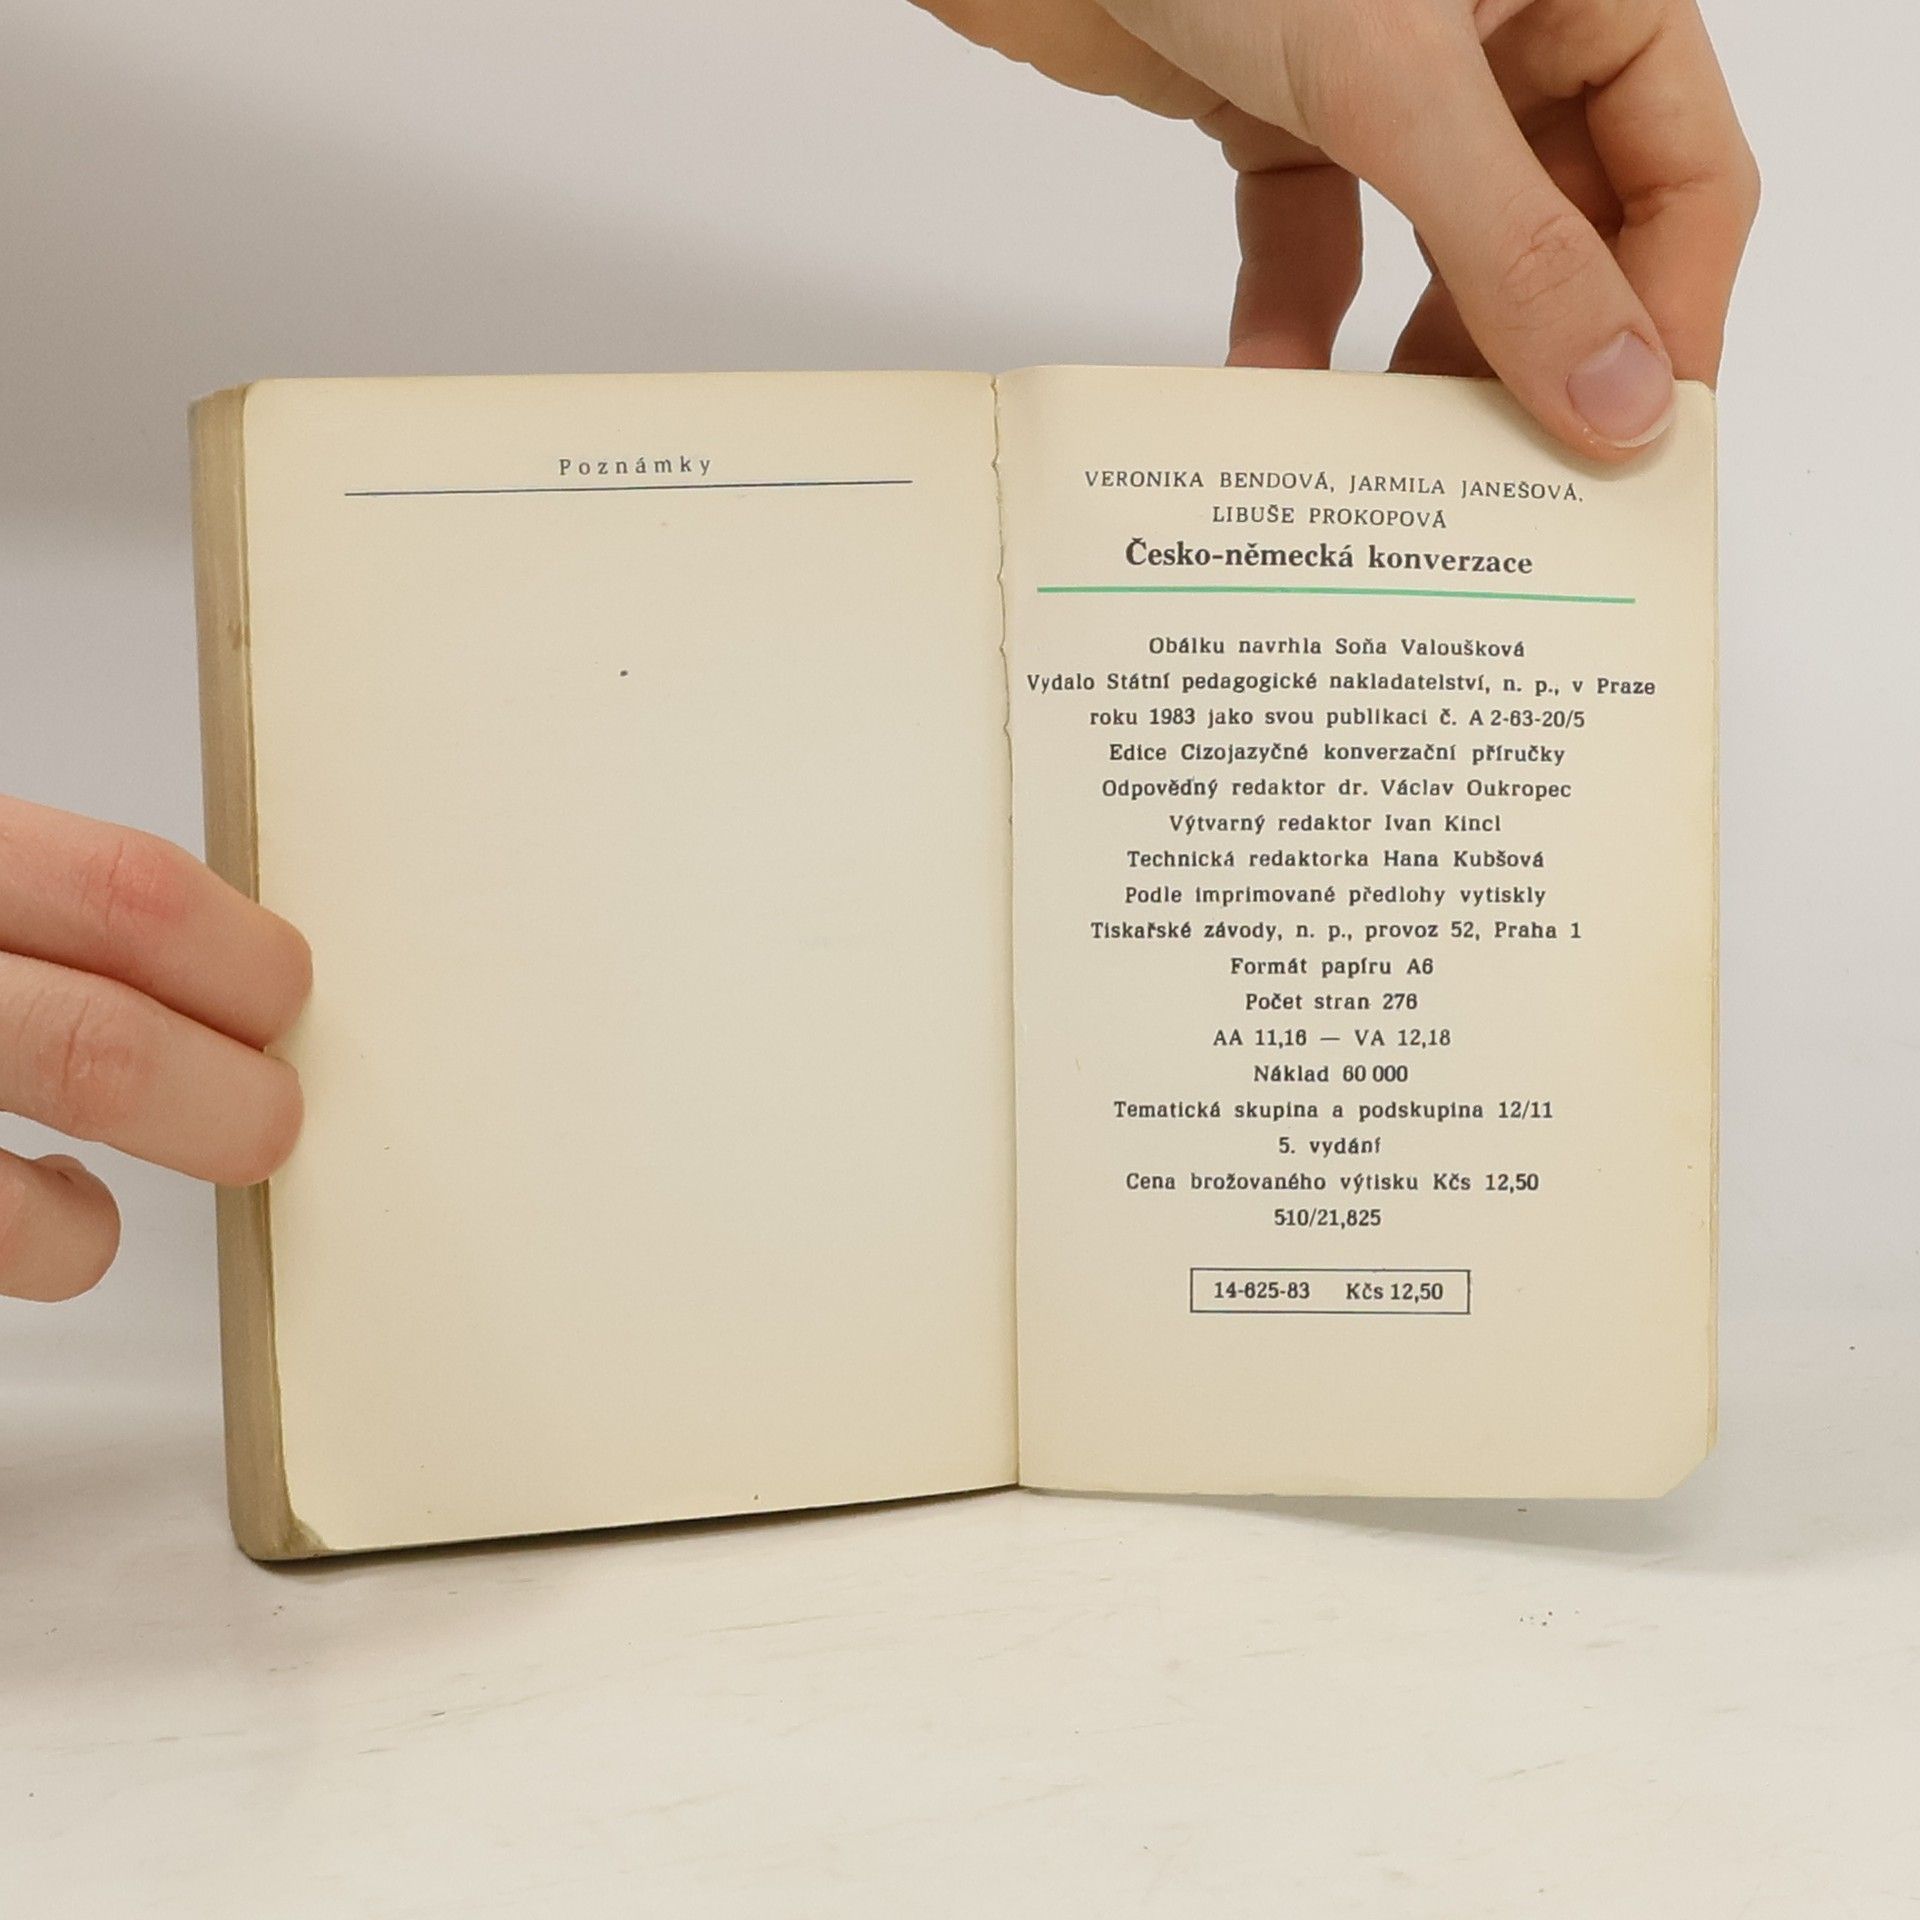 Poznámky
VERONIKA BENDOVÁ, JARMILA JANEŠOVÁ,
LIBUŠE PROKOPOVÁ
Česko-německá konverzace
Obálku navrhla Soňa Valoušková
Vydalo Státní pedagogické nakladatelství, n. p., v Praze
roku 1983 jako svou publikaci č. A 2-63-20/5
Edice Cizojazyčné konverzační příručky
Odpovědný redaktor dr. Václav Oukropec
Výtvarný redaktor Ivan Kincl
Technická redaktorka Hana Kubšová
Podle imprimované předlohy vytiskly
Tiskařské závody, n. p., provoz 52, Praha 1
Formát papíru A6
Počet stran 276
AA 11,16 — VA 12,18
Náklad 60 000
Tematická skupina a podskupina 12/11
5. vydání
Cena brožovaného výtisku Kčs 12,50
510/21,825
14-625-83 Kčs 12,50